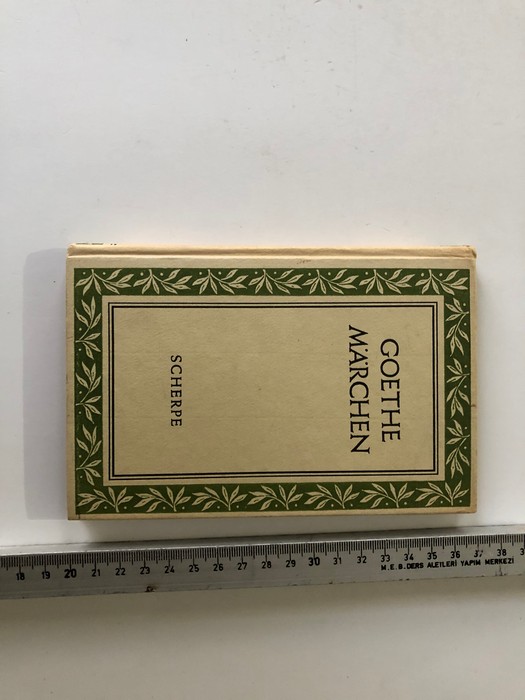 GOETHE
MÄRCHEN
SCHERPE
18 19 20 21 22 23 24 25 26 27 28 29 30 31 32 33 34 35 36 37 38
M.E.B. DERS ALETLERİ YAPIM MERKEZİ